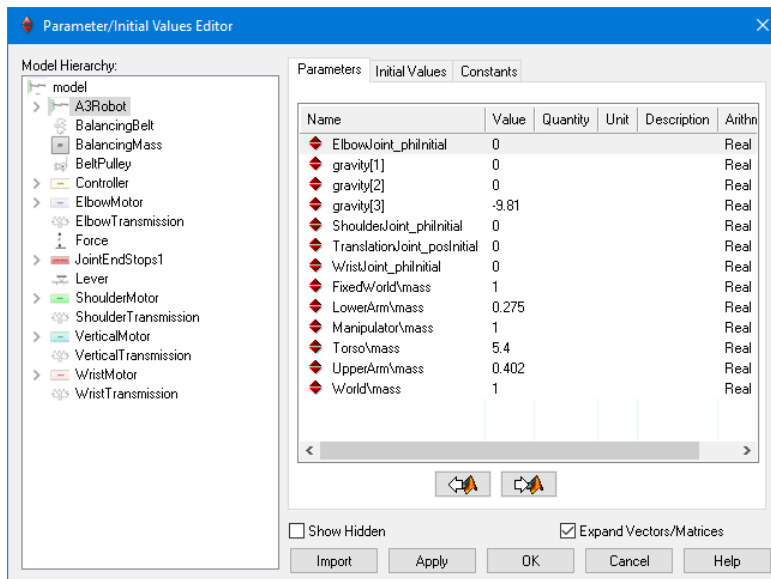 Parameter/Initial Values Editor
Model Hierarchy:
model
A3Robot
BalancingBelt
BalancingMass
BeltPulley
Controller
ElbowMotor
ElbowTransmission
Force
JointEndStops1
Lever
ShoulderMotor
ShoulderTransmission
VerticalMotor
VerticalTransmission
WristMotor
WristTransmission
Parameters Initial Values Constants
Name Value Quantity Unit Description Arithn
ElbowJoint_phiInitial 0 Real
gravity[1] 0 Real
gravity[2] 0 Real
gravity[3] -9.81 Real
ShoulderJoint_phiInitial 0 Real
TranslationJoint_posInitial 0 Real
WristJoint_phiInitial 0 Real
FixedWorld\mass 1 Real
LowerArm\mass 0.275 Real
Manipulator\mass 1 Real
Torso\mass 5.4 Real
UpperArm\mass 0.402 Real
World\mass 1 Real
Show Hidden Expand Vectors/Matrices
Import Apply OK Cancel Help